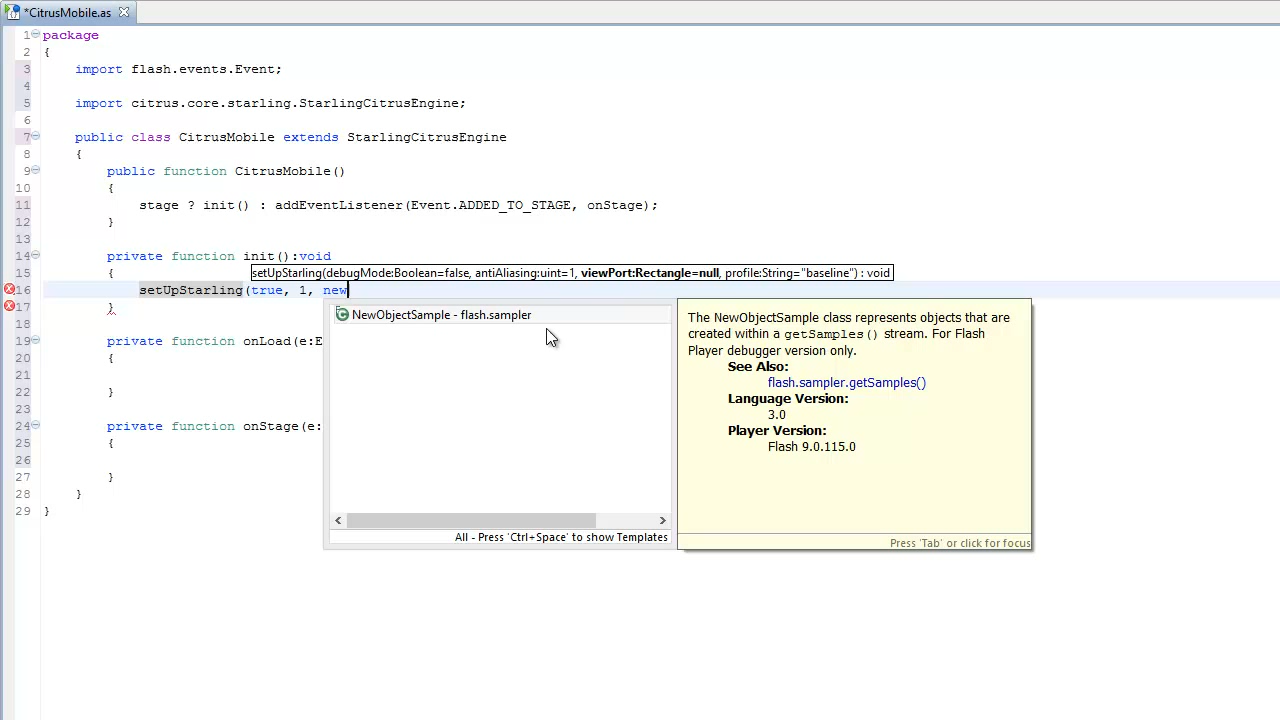 *CitrusMobile.as
1 package
2 {
3 import flash.events.Event;
4
5 import citrus.core.starling.StarlingCitrusEngine;
6
7 public class CitrusMobile extends StarlingCitrusEngine
8 {
9 public function CitrusMobile()
10 {
11 stage ? init() : addEventListener(Event.ADDED_TO_STAGE, onStage);
12 }
13
14 private function init():void
setUpStarling(debugMode:Boolean=false, antiAliasing:uint=1, viewPort:Rectangle=null, profile:String="baseline") : void
15 {
16 setUpStarling(true, 1, new
17 }
18
19 private function onLoad(e:E
20 {
21
22 }
23
24 private function onStage(e:
25 {
26
27 }
28 }
29 }
NewObjectSample - flash.sampler
All - Press 'Ctrl+Space' to show Templates
The NewObjectSample class represents objects that are
created within a getSamples() stream. For Flash
Player debugger version only.
See Also:
flash.sampler.getSamples()
Language Version:
3.0
Player Version:
Flash 9.0.115.0
Press 'Tab' or click for focus